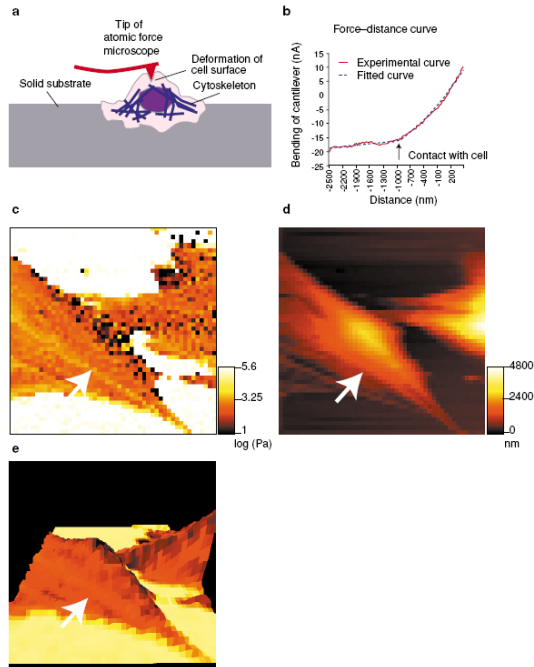 a
Tip of
atomic force
microscope
Deformation of
cell surface
Cytoskeleton
Solid substrate
b
Force–distance curve
Bending of cantilever (nA)
15
10
5
0
-5
-10
-15
-20
-25
Experimental curve
Fitted curve
Contact with cell
-2500
-2200
-1900
-1600
-1300
-1000
-700
-400
-100
200
Distance (nm)
c
5.6
3.25
1
log (Pa)
d
4800
2400
0
nm
e